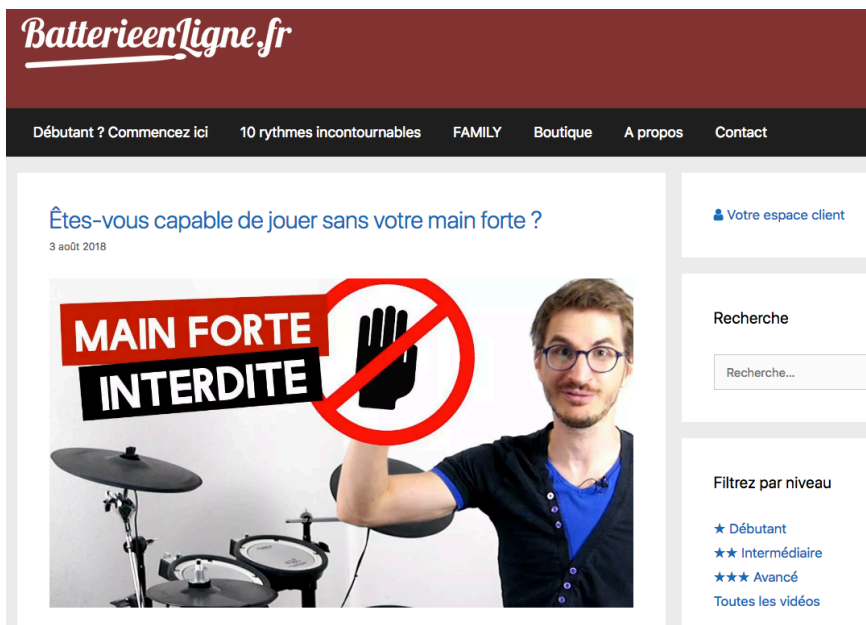 BatterieenLigne.fr
Débutant ? Commencez ici 10 rythmes incontournables FAMILY Boutique A propos Contact
Êtes-vous capable de jouer sans votre main forte ?
3 août 2018
MAIN FORTE
INTERDITE
Votre espace client
Recherche
Recherche...
Filtrez par niveau
★ Débutant
★★ Intermédiaire
★★★ Avancé
Toutes les vidéos